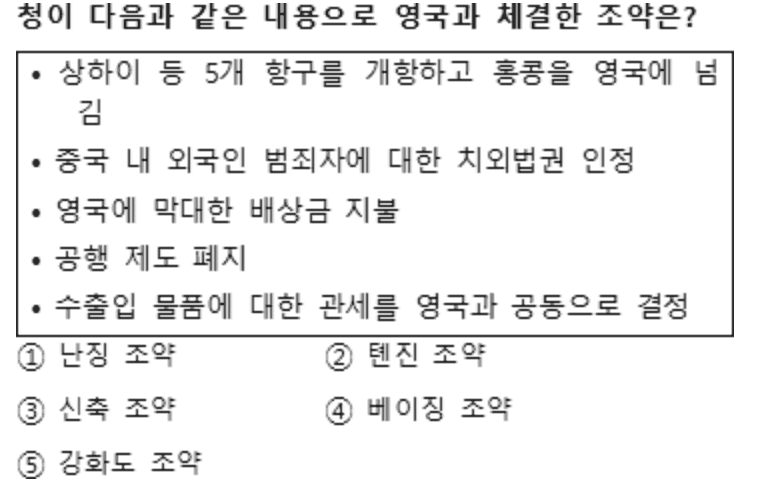 청이 다음과 같은 내용으로 영국과 체결한 조약은?
• 상하이 등 5개 항구를 개항하고 홍콩을 영국에 넘
김
• 중국 내 외국인 범죄자에 대한 치외법권 인정
• 영국에 막대한 배상금 지불
• 공행 제도 폐지
• 수출입 물품에 대한 관세를 영국과 공동으로 결정
① 난징 조약 ② 톈진 조약
③ 신축 조약 ④ 베이징 조약
⑤ 강화도 조약